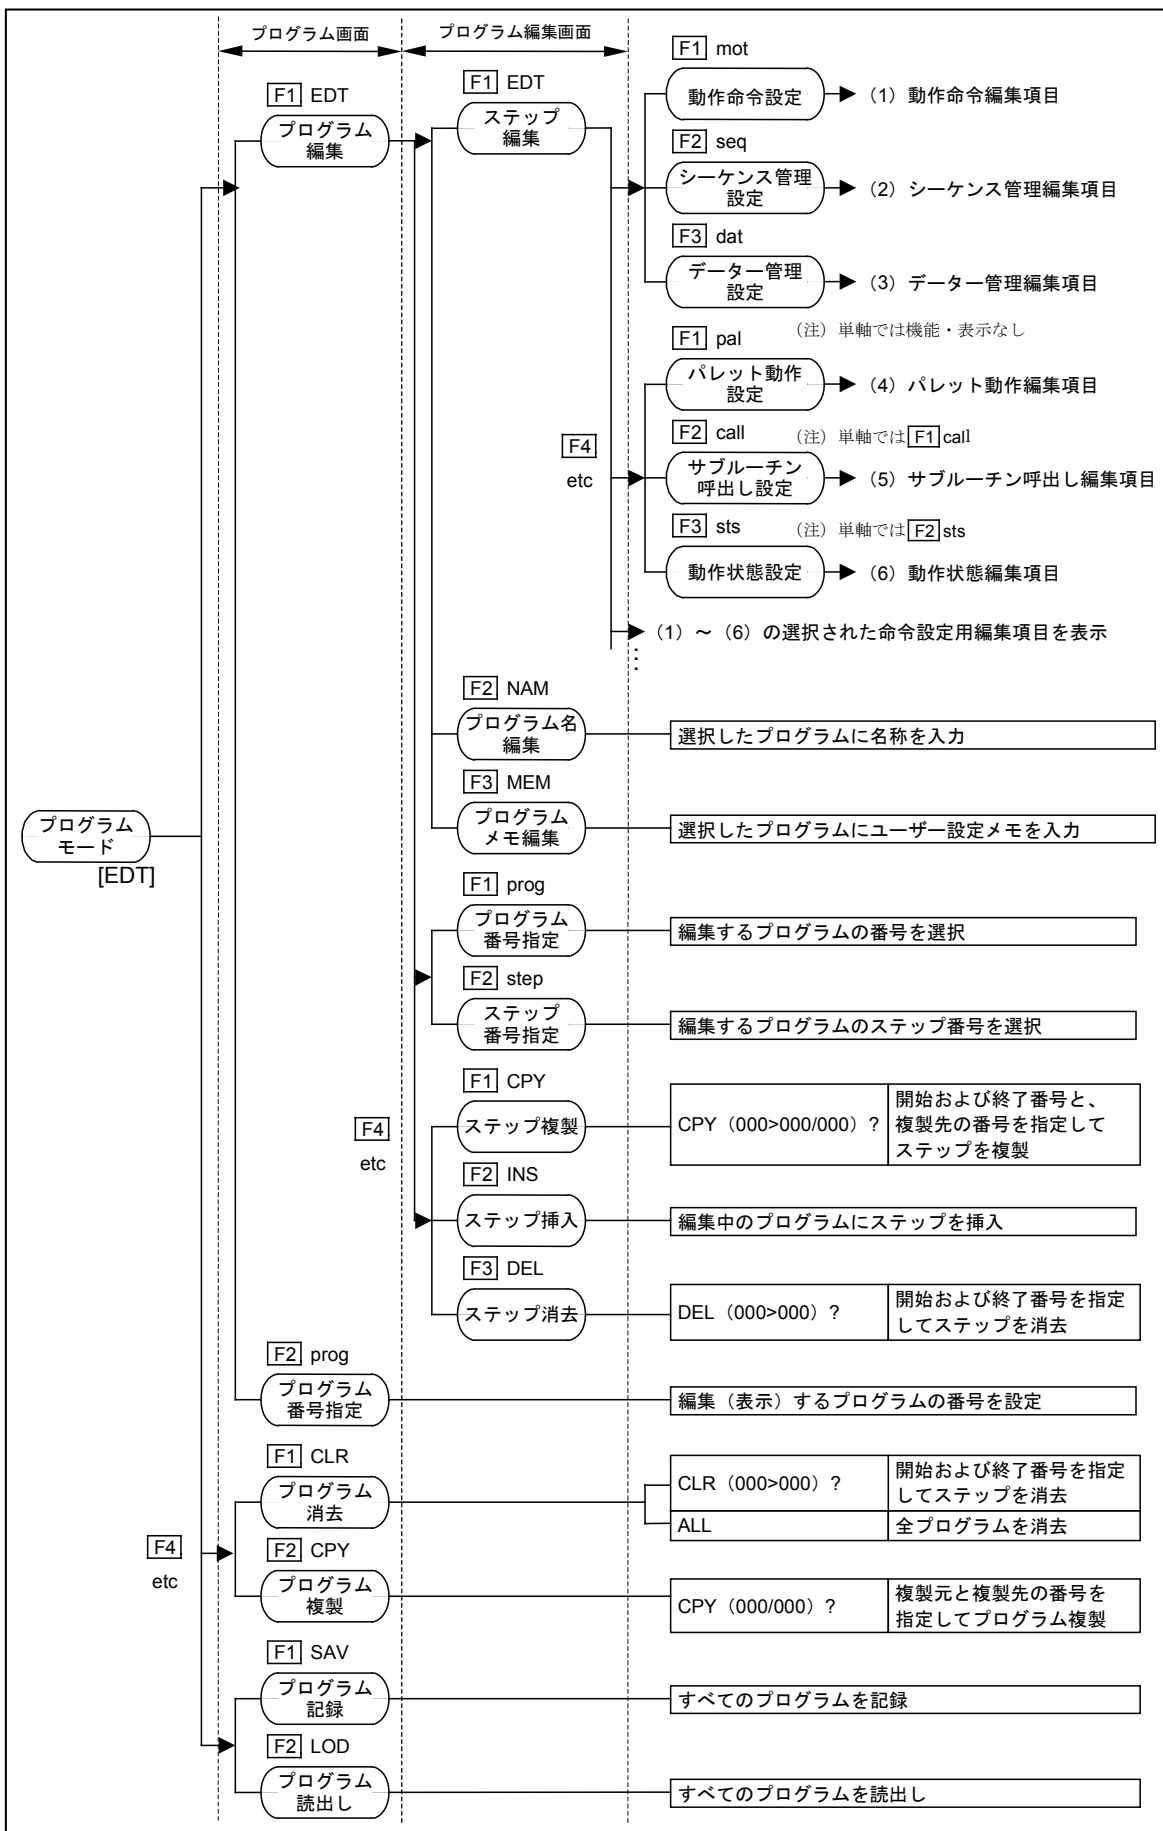 プログラム画面
プログラム編集画面
F1 EDT
プログラム
編集
F1 EDT
ステップ
編集
F1 mot
動作命令設定
（1）動作命令編集項目
F2 seq
シーケンス管理
設定
（2）シーケンス管理編集項目
F3 dat
データー管理
設定
（3）データー管理編集項目
（注）単軸では機能・表示なし
F1 pal
パレット動作
設定
（4）パレット動作編集項目
F4
etc
F2 call
（注）単軸では F1 call
サブルーチン
呼出し設定
（5）サブルーチン呼出し編集項目
F3 sts
（注）単軸では F2 sts
動作状態設定
（6）動作状態編集項目
（1）～（6）の選択された命令設定用編集項目を表示
⋮
F2 NAM
プログラム名
編集
選択したプログラムに名称を入力
F3 MEM
プログラム
メモ編集
選択したプログラムにユーザー設定メモを入力
プログラム
モード
[EDT]
F1 prog
プログラム
番号指定
編集するプログラムの番号を選択
F2 step
ステップ
番号指定
編集するプログラムのステップ番号を選択
F4
etc
F1 CPY
ステップ複製
CPY（000>000/000）?
開始および終了番号と、
複製先の番号を指定して
ステップを複製
F2 INS
ステップ挿入
編集中のプログラムにステップを挿入
F3 DEL
ステップ消去
DEL（000>000）?
開始および終了番号を指定
してステップを消去
F2 prog
プログラム
番号指定
編集（表示）するプログラムの番号を設定
F4
etc
F1 CLR
プログラム
消去
CLR（000>000）?
開始および終了番号を指定
してステップを消去
ALL
全プログラムを消去
F2 CPY
プログラム
複製
CPY（000/000）?
複製元と複製先の番号を
指定してプログラム複製
F1 SAV
プログラム
記録
すべてのプログラムを記録
F2 LOD
プログラム
読出し
すべてのプログラムを読出し